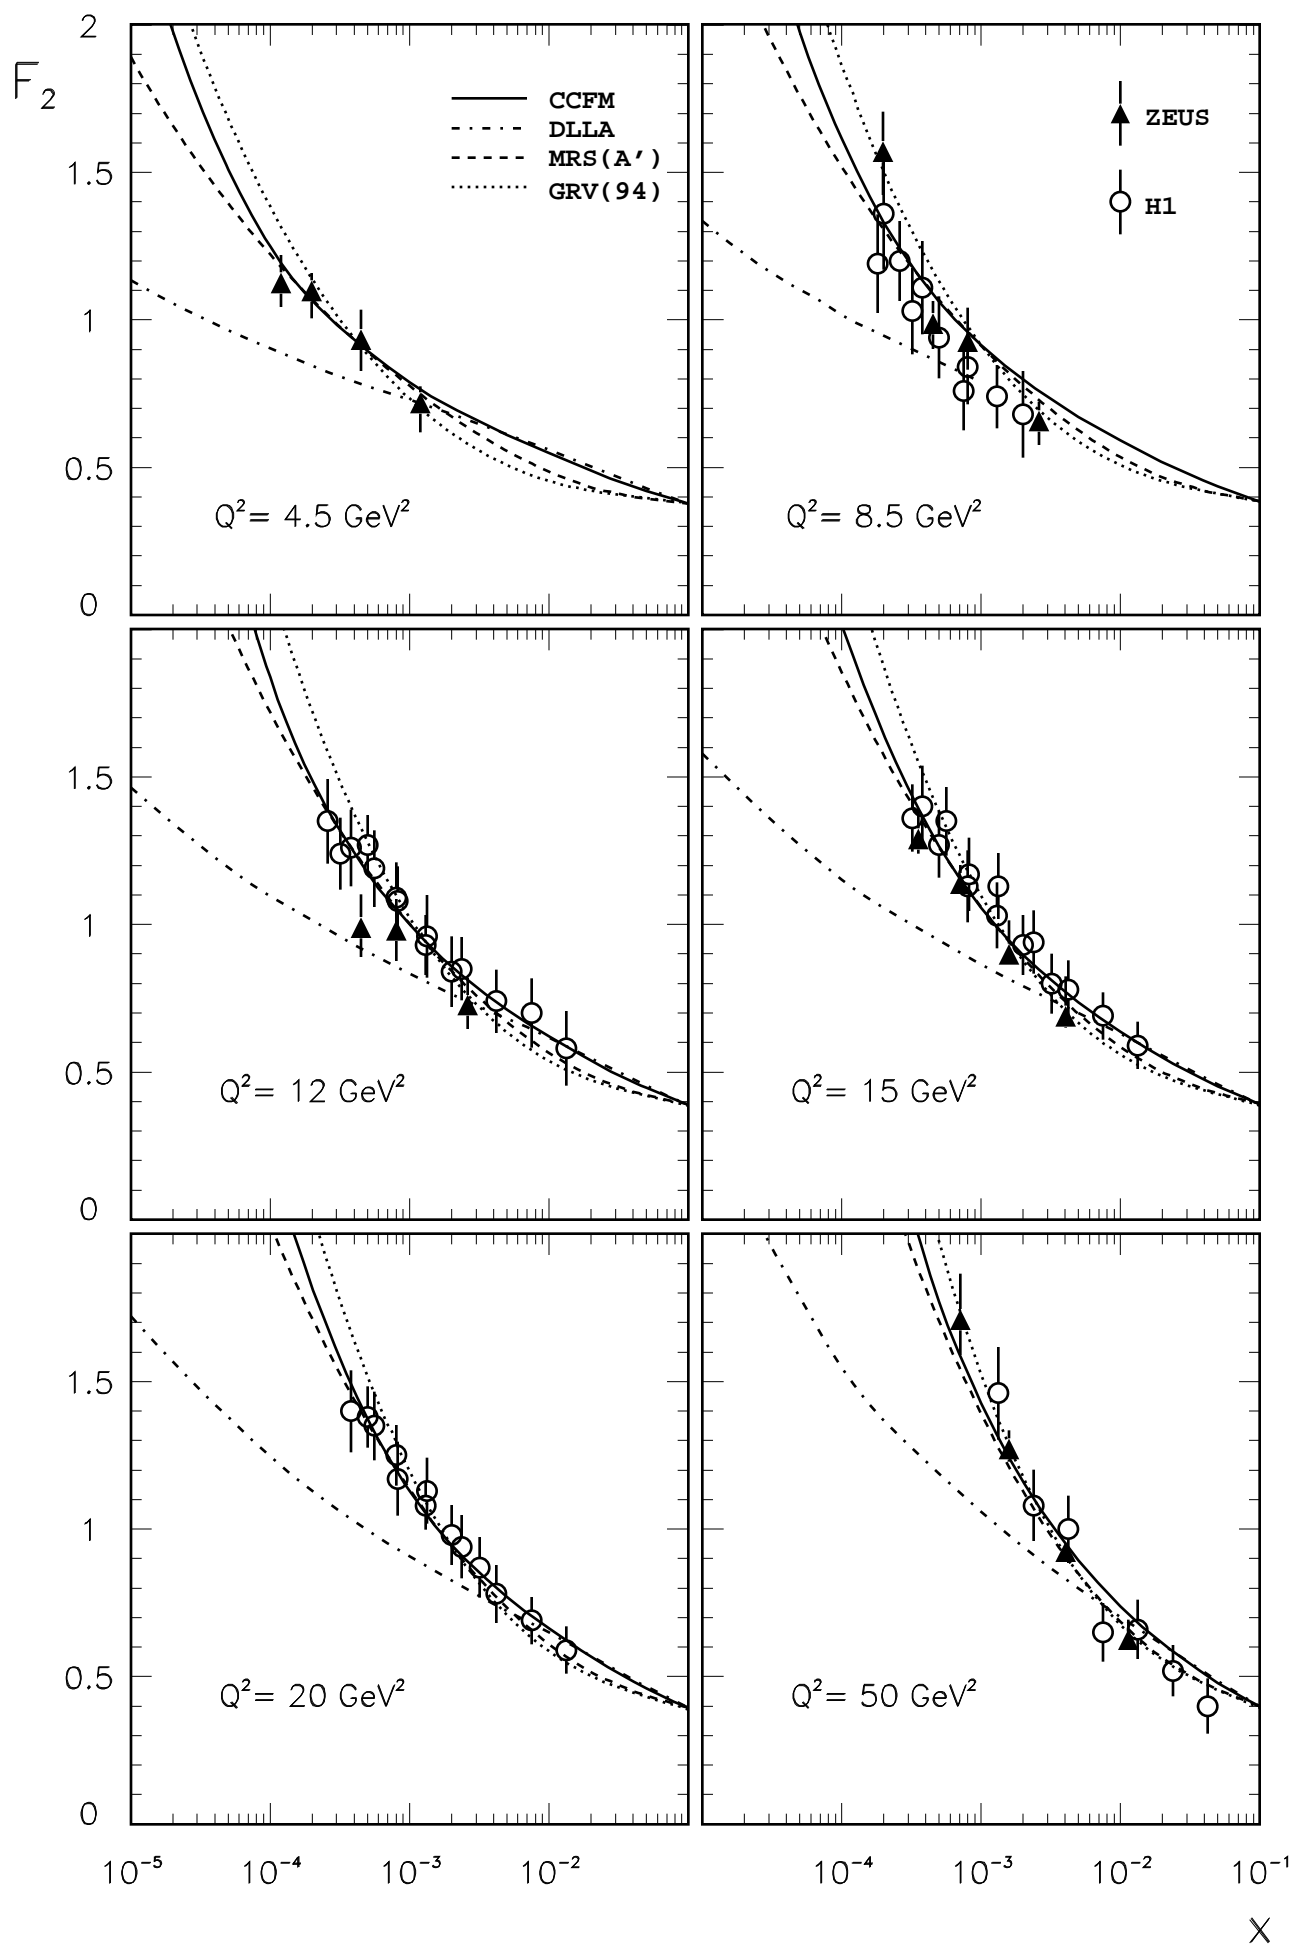 F₂
2
1.5
1
0.5
0
CCFM
DLLA
MRS(A')
GRV(94)
Q²= 4.5 GeV²
ZEUS
H1
Q²= 8.5 GeV²
1.5
1
0.5
0
Q²= 12 GeV²
Q²= 15 GeV²
1.5
1
0.5
0
Q²= 20 GeV²
Q²= 50 GeV²
10⁻⁵ 10⁻⁴ 10⁻³ 10⁻²
10⁻⁴ 10⁻³ 10⁻² 10⁻¹
X